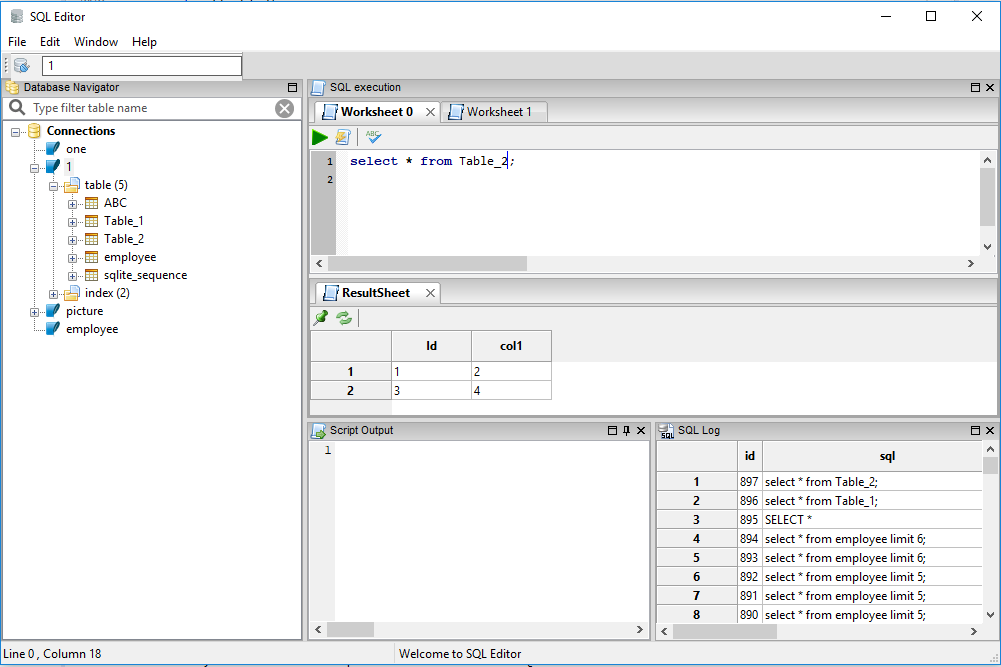 SQL Editor
File Edit Window Help
1
Database Navigator
Type filter table name
Connections
one
1
table (5)
ABC
Table_1
Table_2
employee
sqlite_sequence
index (2)
picture
employee
SQL execution
Worksheet 0 Worksheet 1
ABC
1 select * from Table_2;
2
ResultSheet
Id col1
1 1 2
2 3 4
Script Output
1
SQL SQL Log
id sql
1 897 select * from Table_2;
2 896 select * from Table_1;
3 895 SELECT *
4 894 select * from employee limit 6;
5 893 select * from employee limit 6;
6 892 select * from employee limit 5;
7 891 select * from employee limit 5;
8 890 select * from employee limit 5;
Line 0 , Column 18 Welcome to SQL Editor